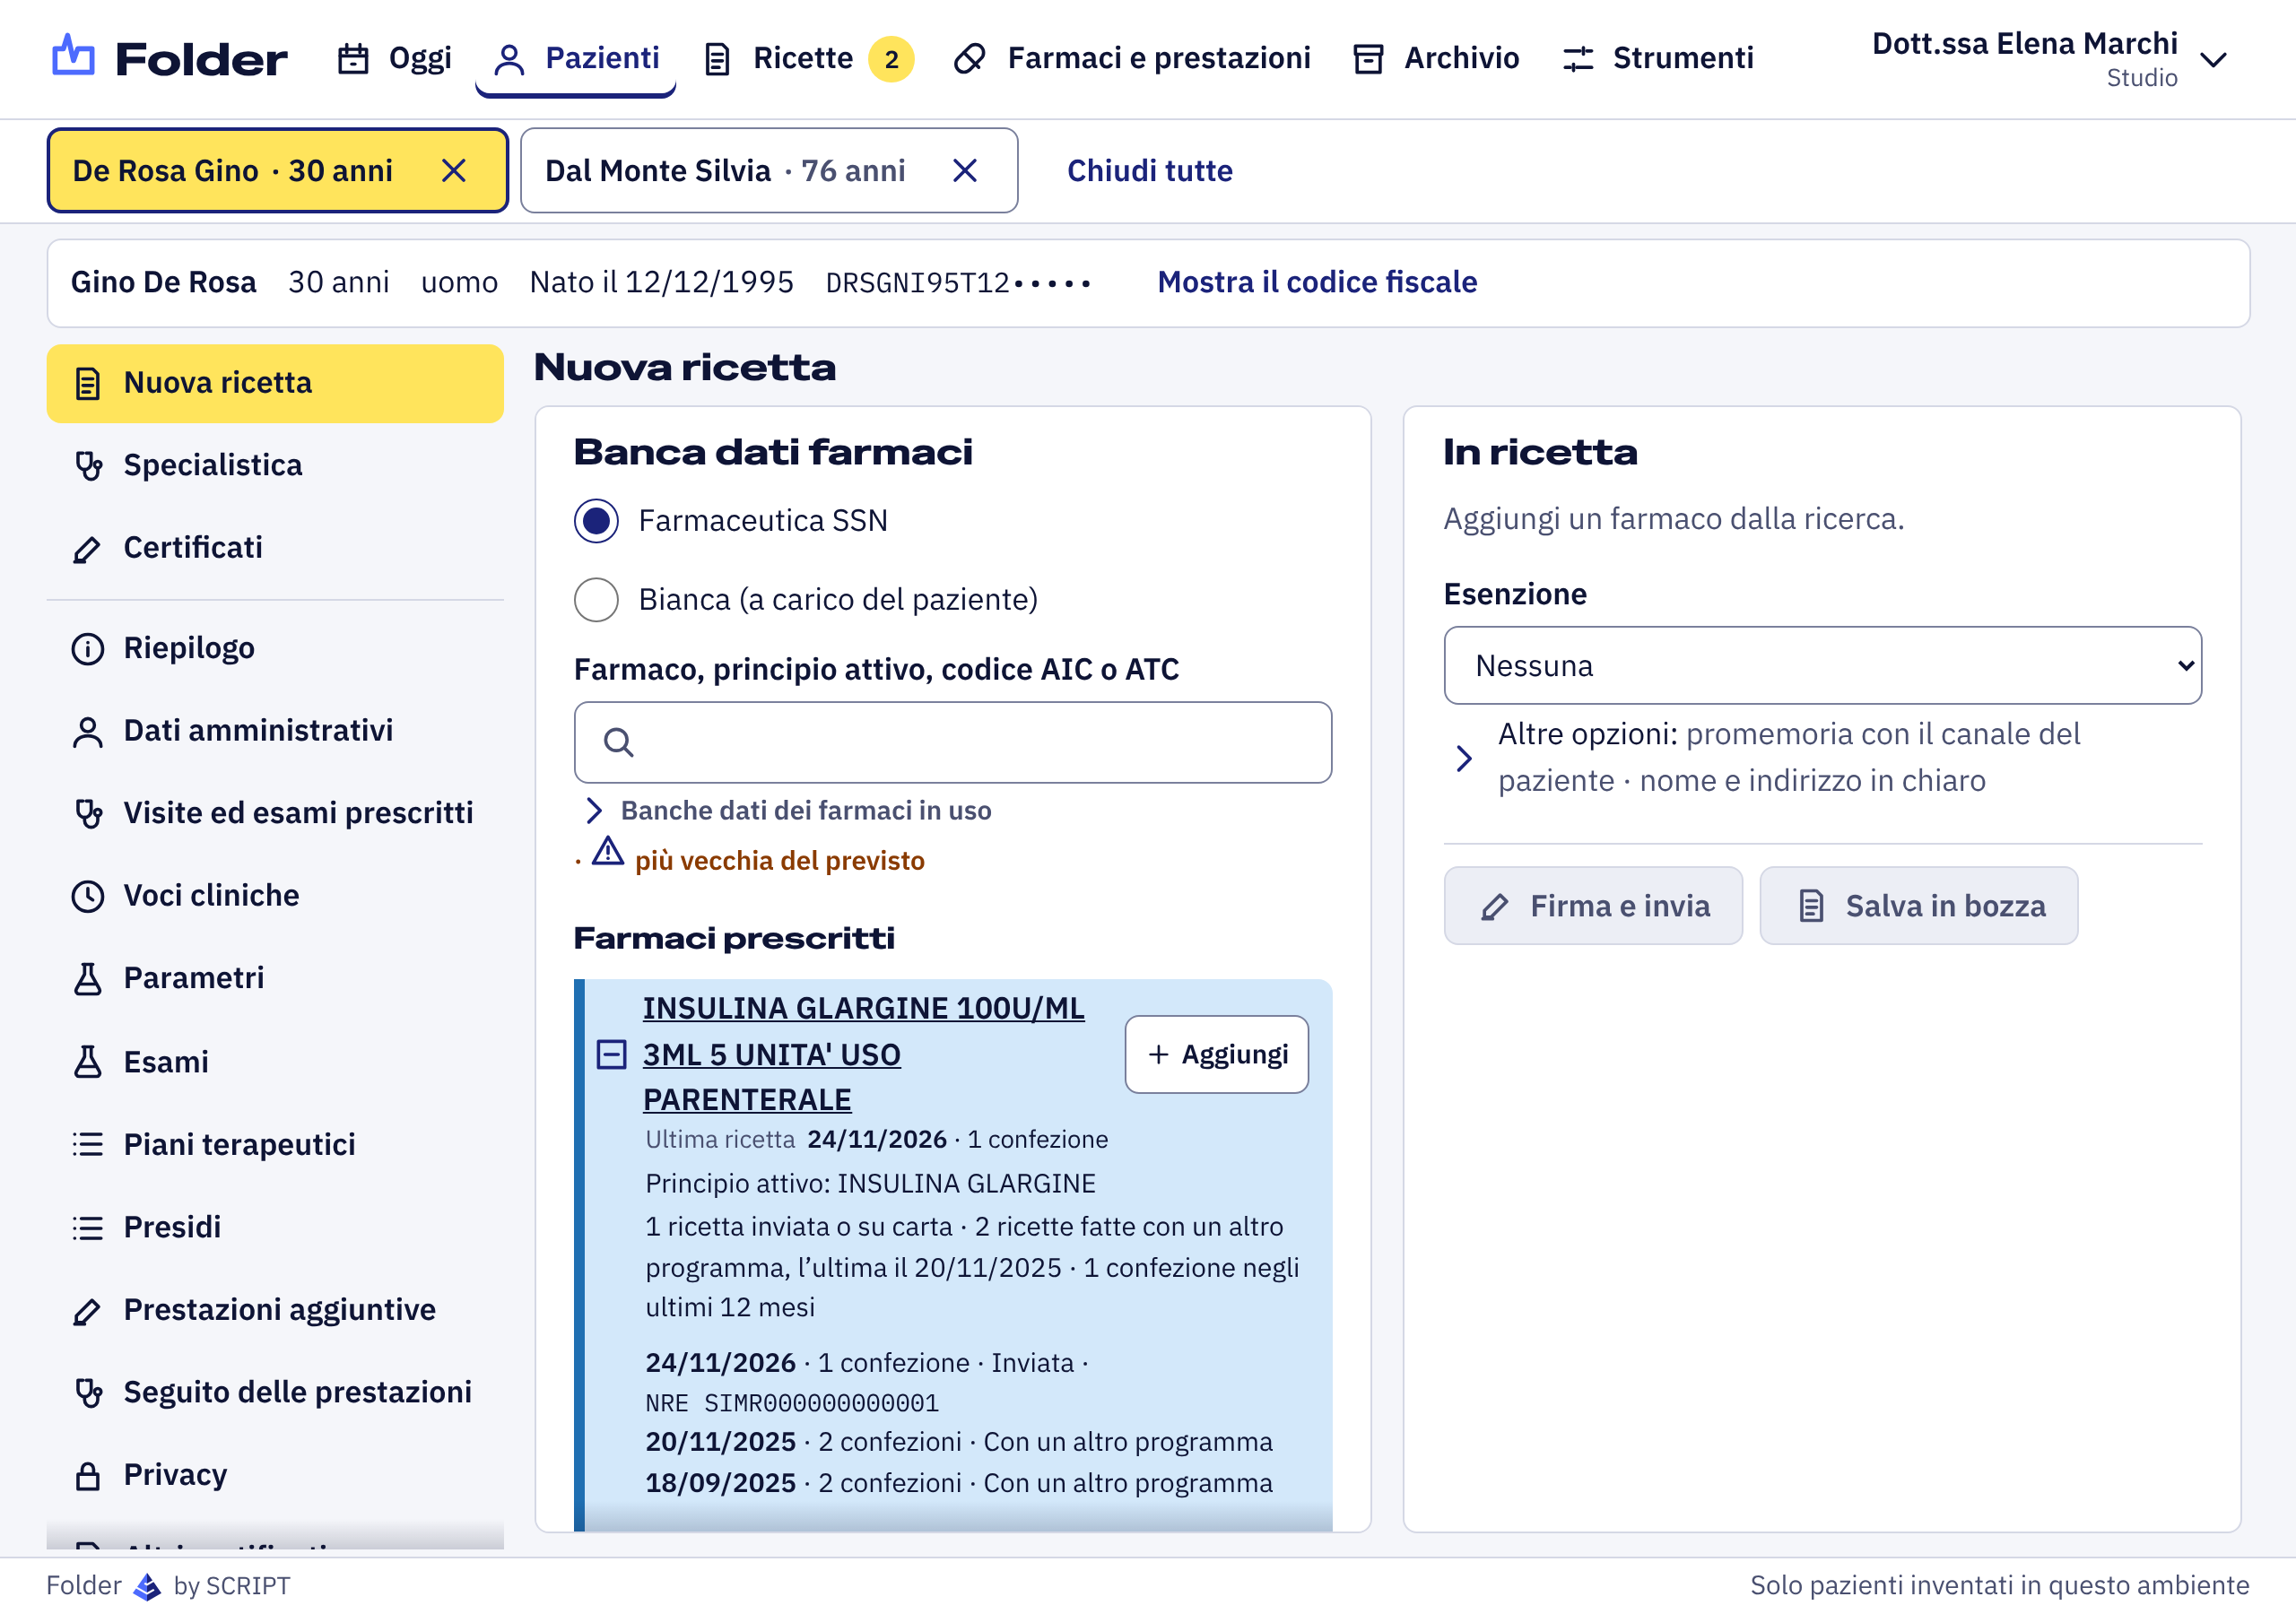 Folder
Oggi
Pazienti
Ricette 2
Farmaci e prestazioni
Archivio
Strumenti
Dott.ssa Elena Marchi
Studio
De Rosa Gino · 30 anni
Dal Monte Silvia · 76 anni
Chiudi tutte
Gino De Rosa 30 anni uomo Nato il 12/12/1995 DRSGNI95T12••••• Mostra il codice fiscale
Nuova ricetta
Specialistica
Certificati
Riepilogo
Dati amministrativi
Visite ed esami prescritti
Voci cliniche
Parametri
Esami
Piani terapeutici
Presidi
Prestazioni aggiuntive
Seguito delle prestazioni
Privacy
Nuova ricetta
Banca dati farmaci
Farmaceutica SSN
Bianca (a carico del paziente)
Farmaco, principio attivo, codice AIC o ATC
Banche dati dei farmaci in uso
· più vecchia del previsto
Farmaci prescritti
INSULINA GLARGINE 100U/ML
3ML 5 UNITA' USO
PARENTERALE
+ Aggiungi
Ultima ricetta 24/11/2026 · 1 confezione
Principio attivo: INSULINA GLARGINE
1 ricetta inviata o su carta · 2 ricette fatte con un altro
programma, l’ultima il 20/11/2025 · 1 confezione negli
ultimi 12 mesi
24/11/2026 · 1 confezione · Inviata ·
NRE SIMR000000000001
20/11/2025 · 2 confezioni · Con un altro programma
18/09/2025 · 2 confezioni · Con un altro programma
In ricetta
Aggiungi un farmaco dalla ricerca.
Esenzione
Nessuna
Altre opzioni: promemoria con il canale del
paziente · nome e indirizzo in chiaro
Firma e invia
Salva in bozza
Folder by SCRIPT
Solo pazienti inventati in questo ambiente